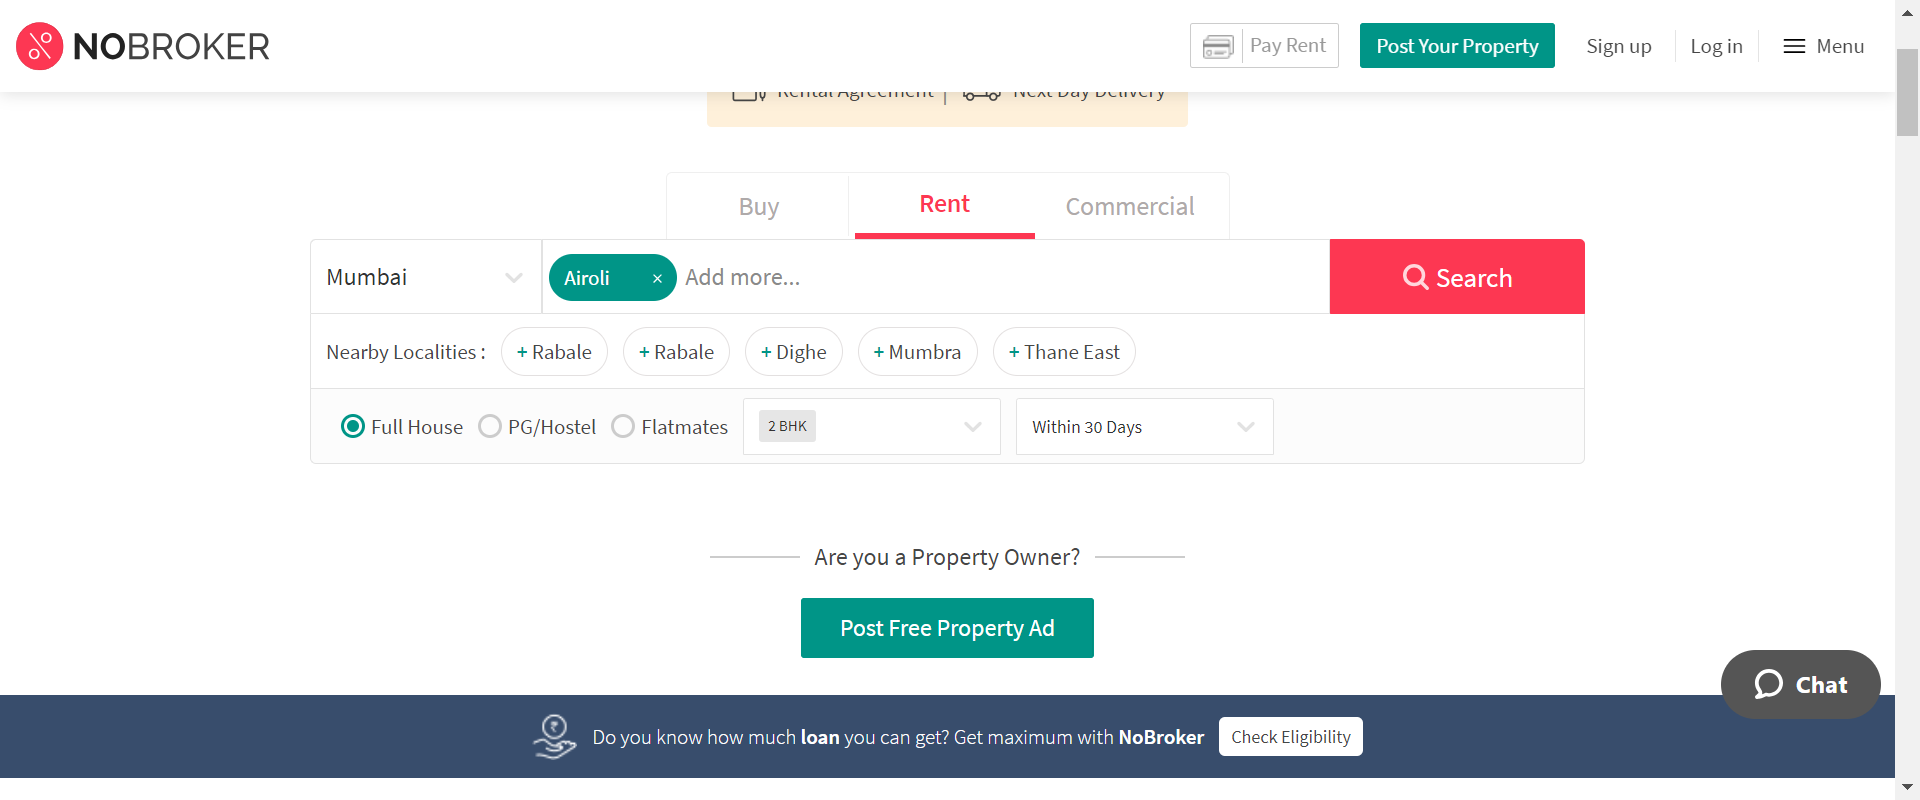 NOBROKER
Pay Rent
Post Your Property
Sign up
Log in
Menu
Rental Agreement | Next Day Delivery
Buy
Rent
Commercial
Mumbai
Airoli ×
Add more...
Search
Nearby Localities :
+ Rabale
+ Rabale
+ Dighe
+ Mumbra
+ Thane East
Full House
PG/Hostel
Flatmates
2 BHK
Within 30 Days
Are you a Property Owner?
Post Free Property Ad
Chat
Do you know how much loan you can get? Get maximum with NoBroker
Check Eligibility